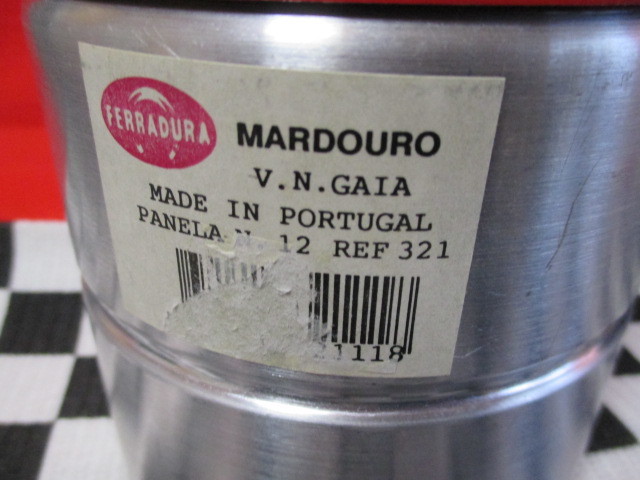 FERRADURA
MARDOURO
V.N.GAIA
MADE IN PORTUGAL
PANELA 12 REF 321
1118